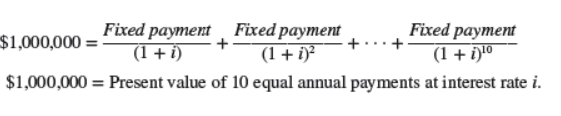 $1,000,000 = Fixed payment / (1 + i) + Fixed payment / (1 + i)² + · · · + Fixed payment / (1 + i)¹⁰
$1,000,000 = Present value of 10 equal annual payments at interest rate i.